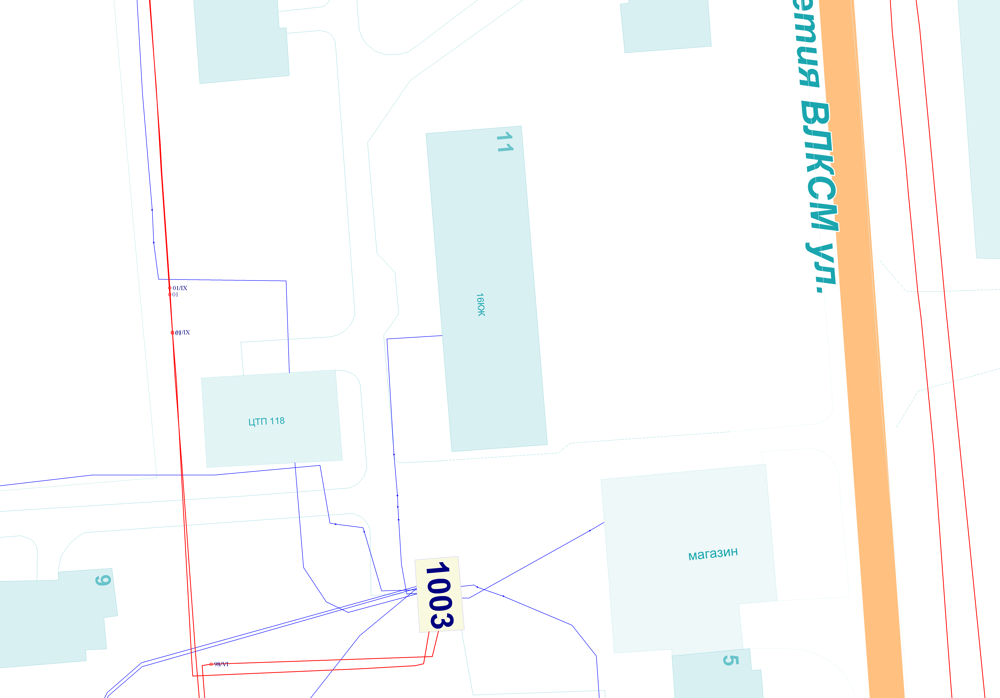 етия ВЛКСМ ул.
11
16КЖ
01/IX
01
01/IX
ЦТП 118
магазин
9
1003
98/VI
5